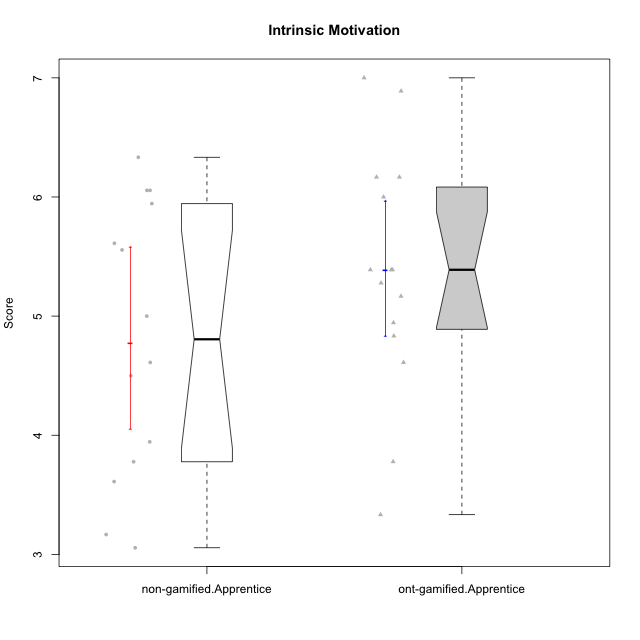 Intrinsic Motivation
Score
7
6
5
4
3
non-gamified.Apprentice
ont-gamified.Apprentice